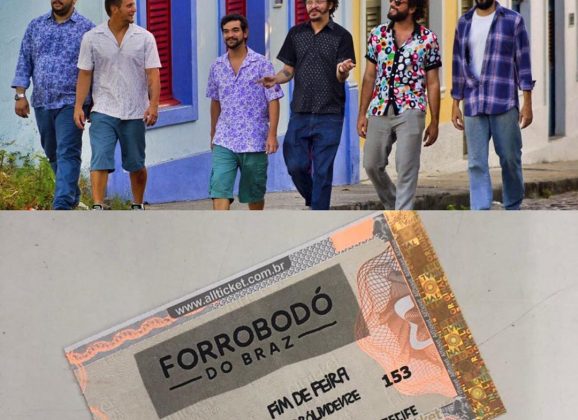 www.allticket.com.br
FORROBODÓ
DO BRAZ
FIM DE FEIRA
153